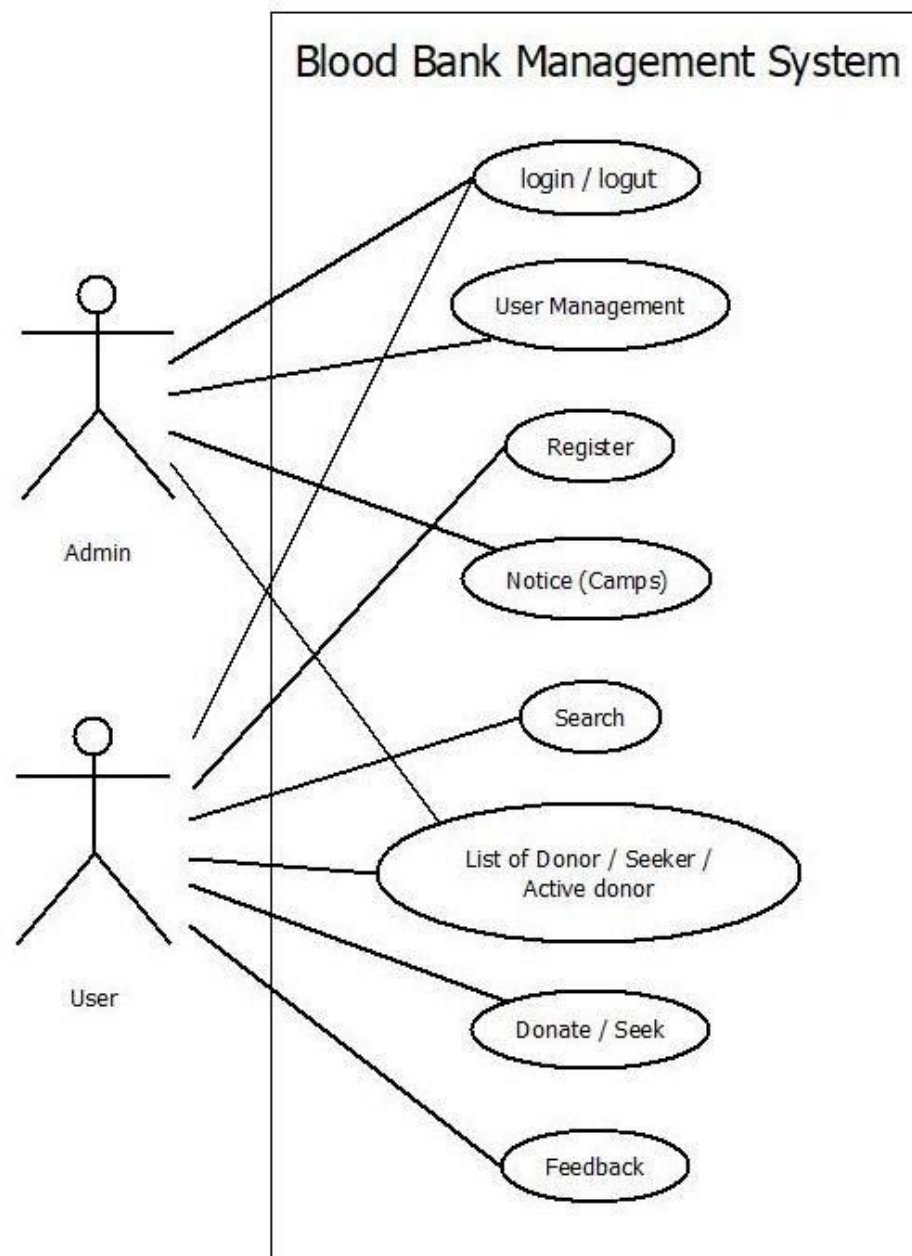 Blood Bank Management System
login / logut
User Management
Register
Admin
Notice (Camps)
Search
List of Donor / Seeker /
Active donor
User
Donate / Seek
Feedback